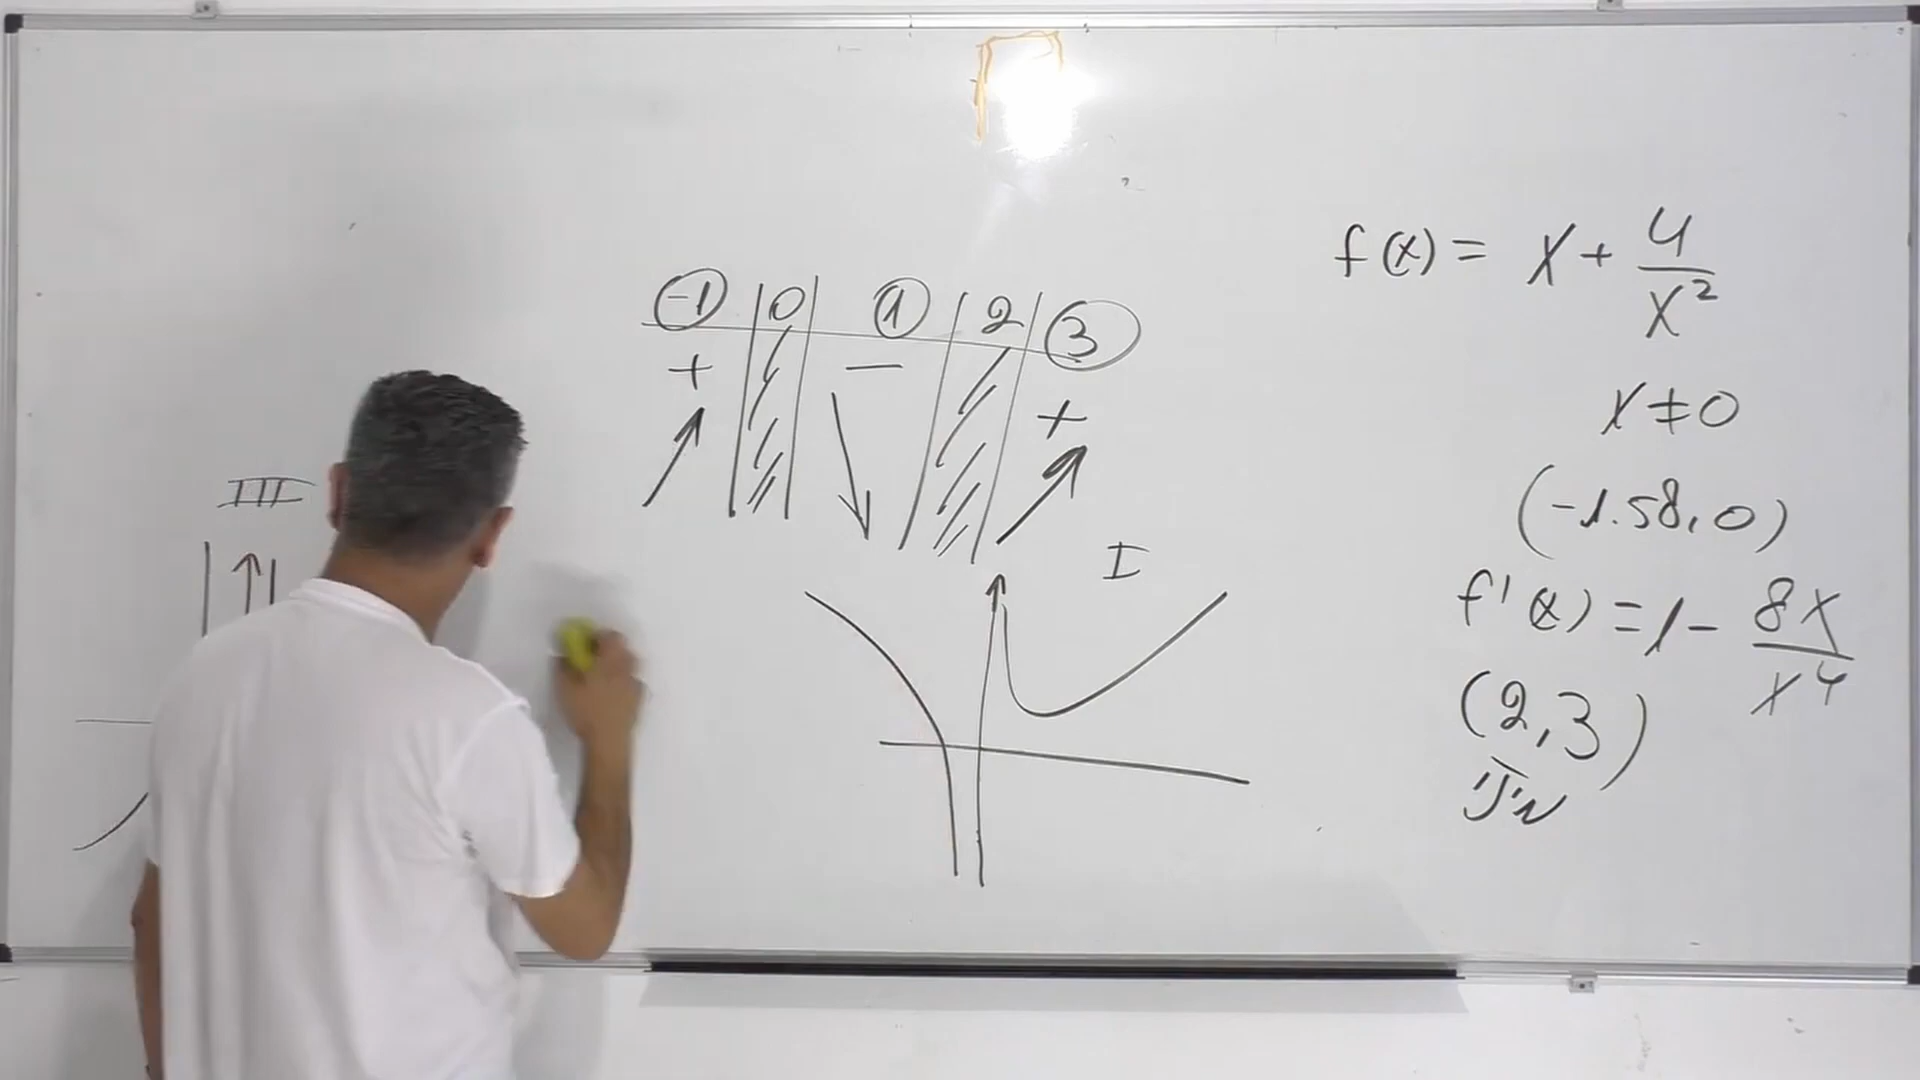 f(x) = x + 4/x²
-1 | 0 | 1 | 2 | 3
+ − +
x ≠ 0
(-1.58, 0)
III
I
f'(x) = 1 - 8x/x⁴
(2, 3)